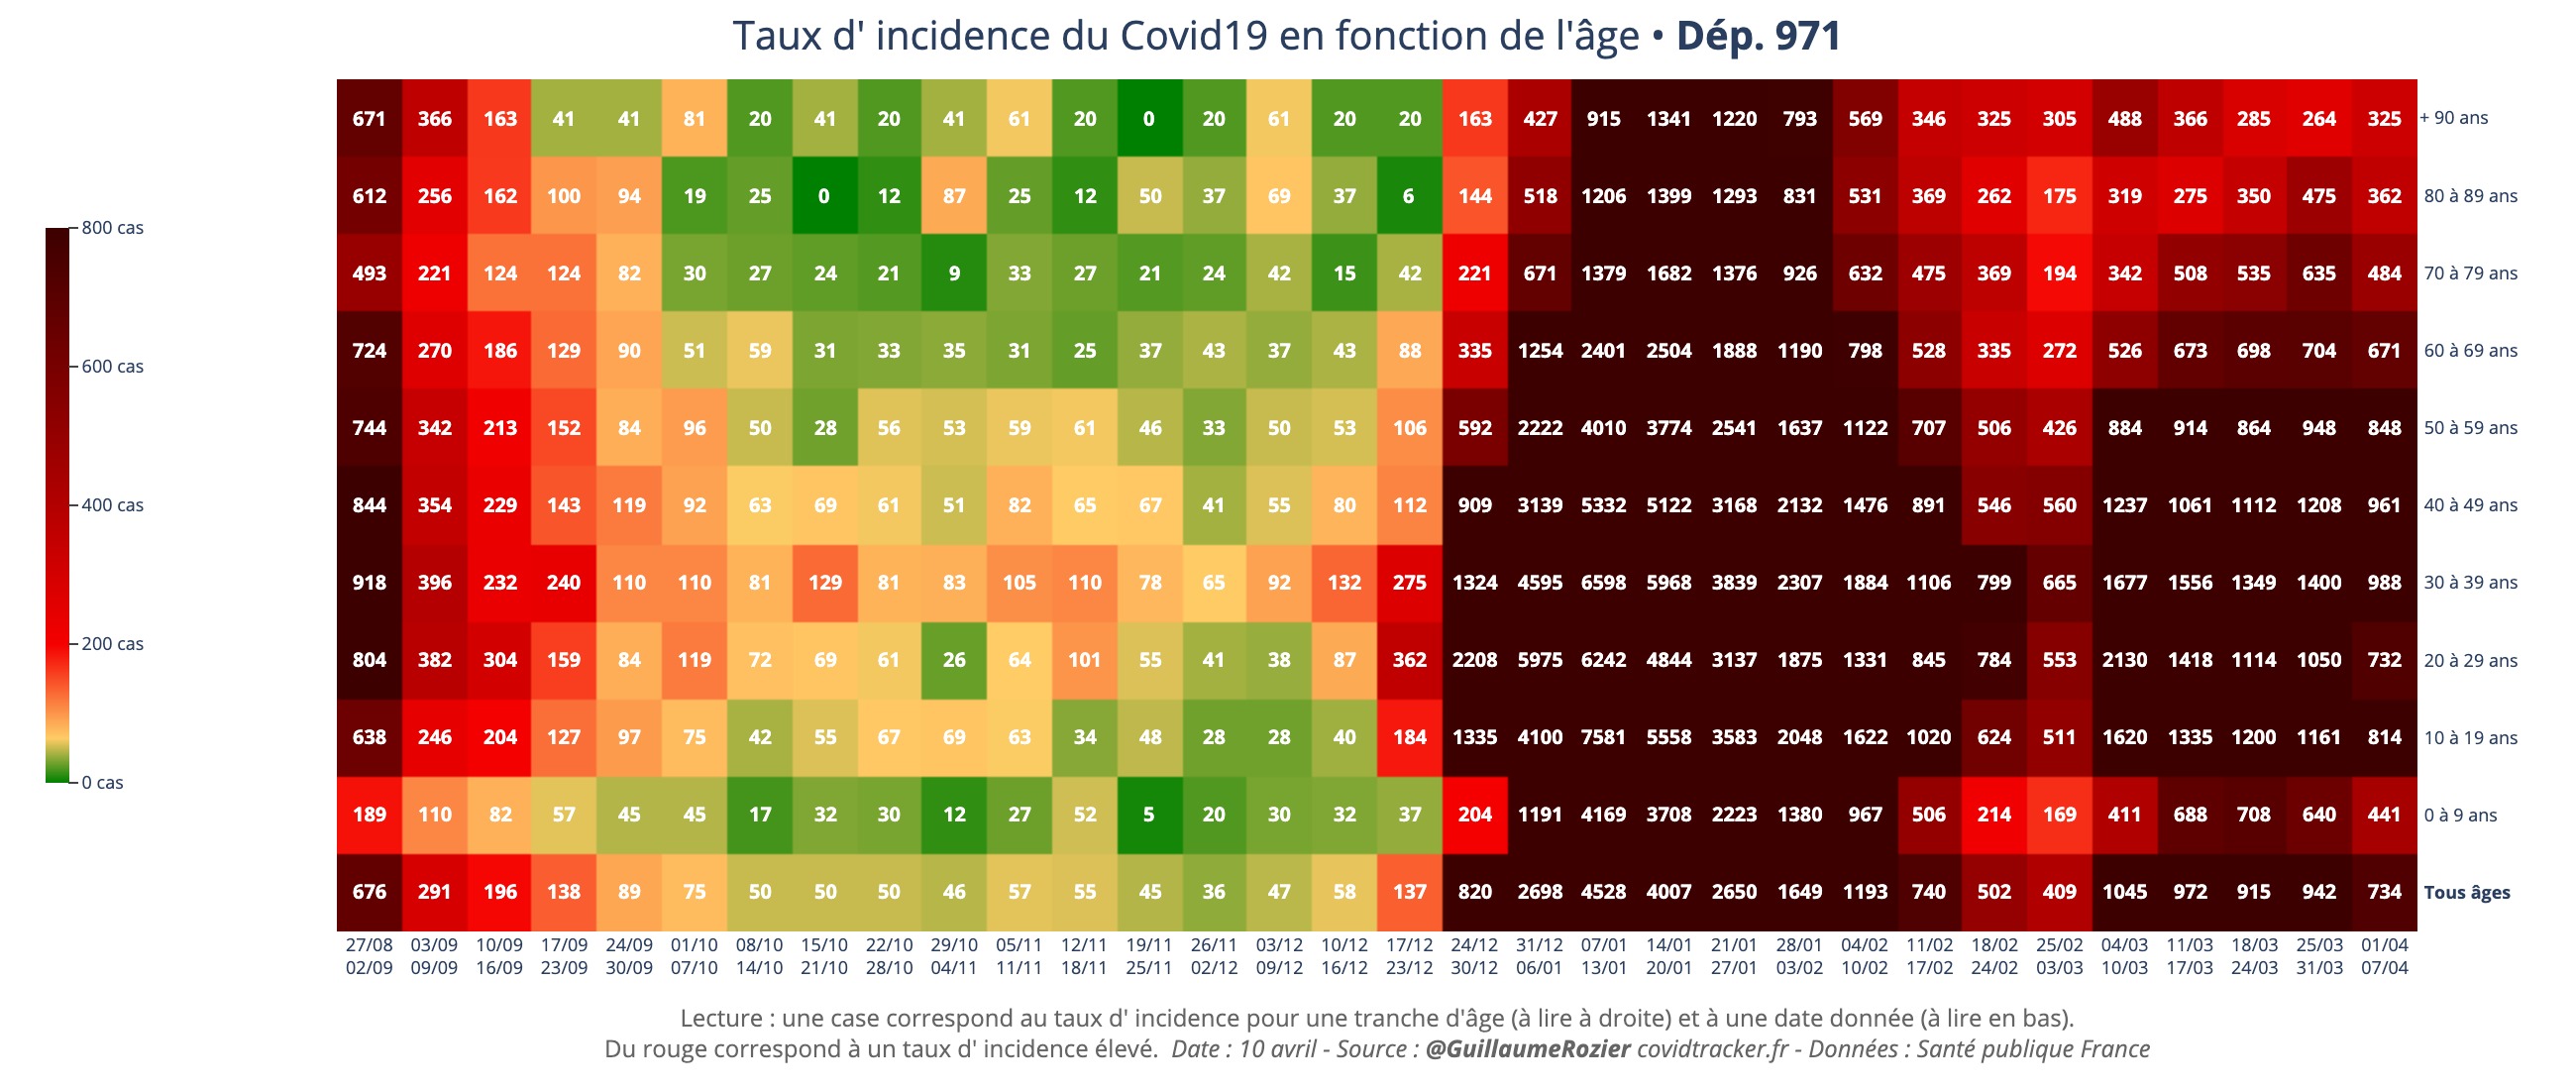 Taux d' incidence du Covid19 en fonction de l'âge • Dép. 971
800 cas
600 cas
400 cas
200 cas
0 cas
671 366 163 41 41 81 20 41 20 41 61 20 0 20 61 20 20 163 427 915 1341 1220 793 569 346 325 305 488 366 285 264 325 + 90 ans
612 256 162 100 94 19 25 0 12 87 25 12 50 37 69 37 6 144 518 1206 1399 1293 831 531 369 262 175 319 275 350 475 362 80 à 89 ans
493 221 124 124 82 30 27 24 21 9 33 27 21 24 42 15 42 221 671 1379 1682 1376 926 632 475 369 194 342 508 535 635 484 70 à 79 ans
724 270 186 129 90 51 59 31 33 35 31 25 37 43 37 43 88 335 1254 2401 2504 1888 1190 798 528 335 272 526 673 698 704 671 60 à 69 ans
744 342 213 152 84 96 50 28 56 53 59 61 46 33 50 53 106 592 2222 4010 3774 2541 1637 1122 707 506 426 884 914 864 948 848 50 à 59 ans
844 354 229 143 119 92 63 69 61 51 82 65 67 41 55 80 112 909 3139 5332 5122 3168 2132 1476 891 546 560 1237 1061 1112 1208 961 40 à 49 ans
918 396 232 240 110 110 81 129 81 83 105 110 78 65 92 132 275 1324 4595 6598 5968 3839 2307 1884 1106 799 665 1677 1556 1349 1400 988 30 à 39 ans
804 382 304 159 84 119 72 69 61 26 64 101 55 41 38 87 362 2208 5975 6242 4844 3137 1875 1331 845 784 553 2130 1418 1114 1050 732 20 à 29 ans
638 246 204 127 97 75 42 55 67 69 63 34 48 28 28 40 184 1335 4100 7581 5558 3583 2048 1622 1020 624 511 1620 1335 1200 1161 814 10 à 19 ans
189 110 82 57 45 45 17 32 30 12 27 52 5 20 30 32 37 204 1191 4169 3708 2223 1380 967 506 214 169 411 688 708 640 441 0 à 9 ans
676 291 196 138 89 75 50 50 50 46 57 55 45 36 47 58 137 820 2698 4528 4007 2650 1649 1193 740 502 409 1045 972 915 942 734 Tous âges
27/08 03/09 10/09 17/09 24/09 01/10 08/10 15/10 22/10 29/10 05/11 12/11 19/11 26/11 03/12 10/12 17/12 24/12 31/12 07/01 14/01 21/01 28/01 04/02 11/02 18/02 25/02 04/03 11/03 18/03 25/03 01/04
02/09 09/09 16/09 23/09 30/09 07/10 14/10 21/10 28/10 04/11 11/11 18/11 25/11 02/12 09/12 16/12 23/12 30/12 06/01 13/01 20/01 27/01 03/02 10/02 17/02 24/02 03/03 10/03 17/03 24/03 31/03 07/04
Lecture : une case correspond au taux d' incidence pour une tranche d'âge (à lire à droite) et à une date donnée (à lire en bas).
Du rouge correspond à un taux d' incidence élevé. Date : 10 avril - Source : @GuillaumeRozier covidtracker.fr - Données : Santé publique France